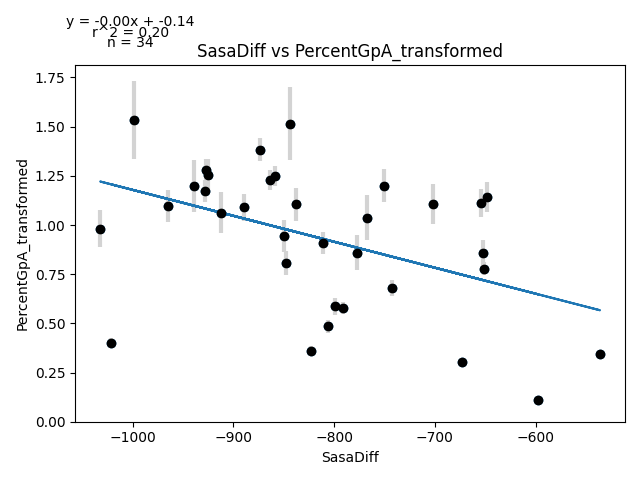 y = -0.00x + -0.14
r^2 = 0.20
n = 34
SasaDiff vs PercentGpA_transformed
PercentGpA_transformed
1.75
1.50
1.25
1.00
0.75
0.50
0.25
0.00
−1000 −900 −800 −700 −600
SasaDiff